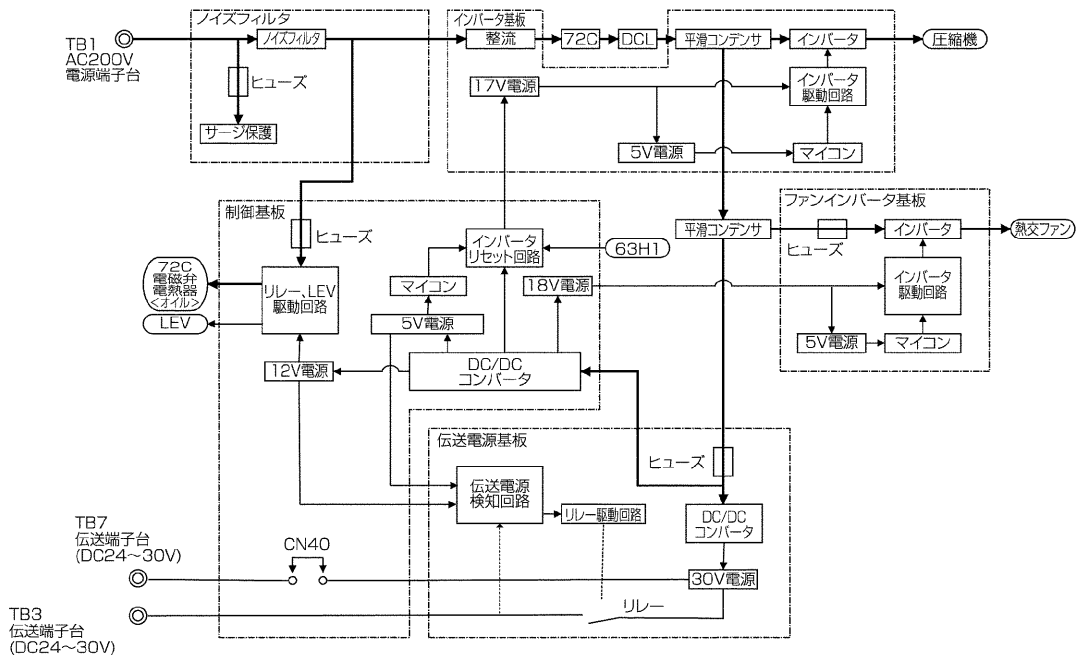 ノイズフィルタ
TB1
AC200V
電源端子台
ノイズフィルタ
ヒューズ
サージ保護
インバータ基板
整流
72C
DCL
平滑コンデンサ
インバータ
圧縮機
17V電源
インバータ
駆動回路
5V電源
マイコン
制御基板
ヒューズ
72C
電磁弁
電熱器
<オイル>
LEV
リレー、LEV
駆動回路
12V電源
インバータ
リセット回路
63H1
マイコン
18V電源
5V電源
DC/DC
コンバータ
平滑コンデンサ
ファンインバータ基板
ヒューズ
インバータ
熱交ファン
インバータ
駆動回路
5V電源
マイコン
伝送電源基板
ヒューズ
伝送電源
検知回路
リレー駆動回路
DC/DC
コンバータ
30V電源
リレー
TB7
伝送端子台
(DC24～30V)
CN40
TB3
伝送端子台
(DC24～30V)